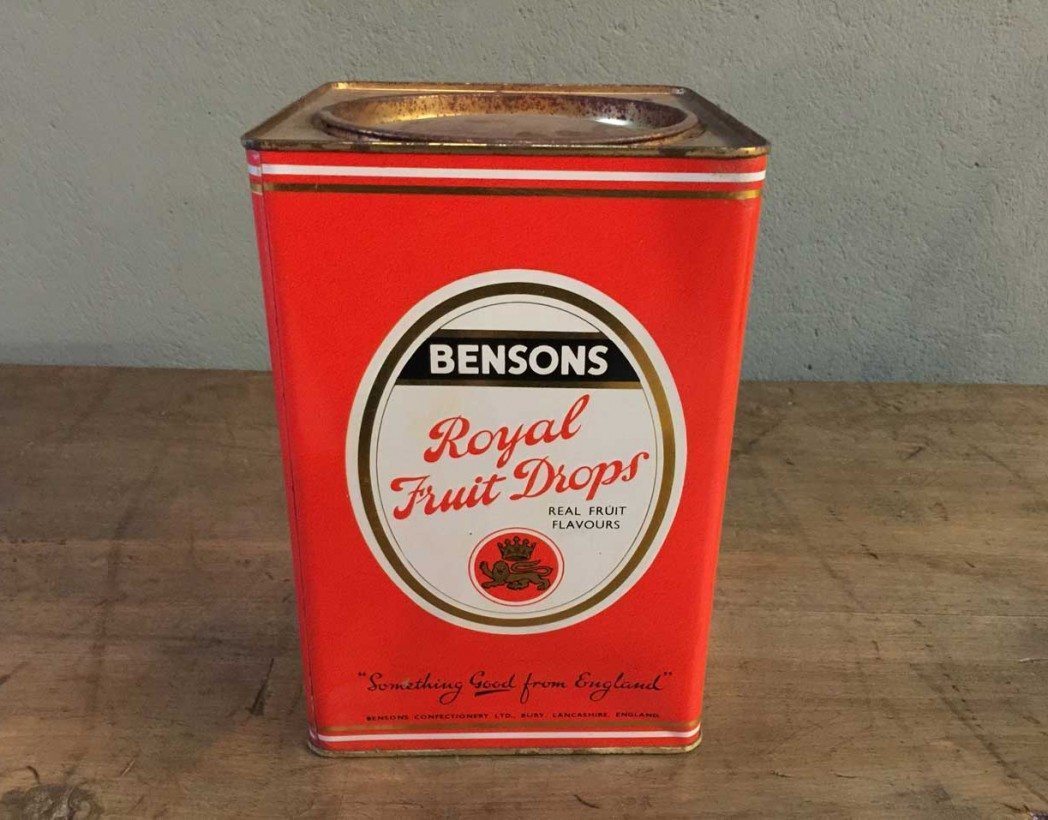 BENSONS
Royal
Fruit Drops
REAL FRUIT
FLAVOURS
"Something Good from England"
BENSONS CONFECTIONERY LTD., BURY, LANCASHIRE, ENGLAND.